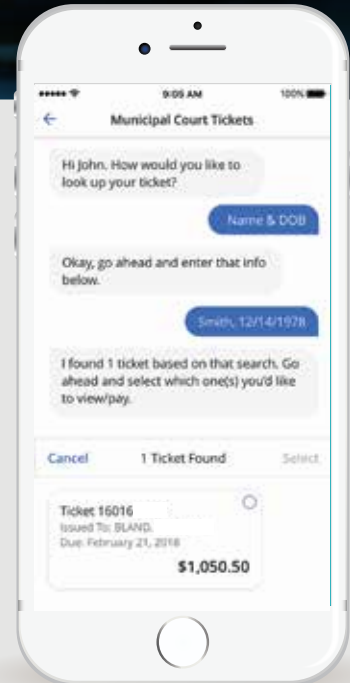 9:05 AM 100%
Municipal Court Tickets
Hi John. How would you like to
look up your ticket?
Name & DOB
Okay, go ahead and enter that info
below.
Smith, 12/14/1978
I found 1 ticket based on that search. Go
ahead and select which one(s) you'd like
to view/pay.
Cancel 1 Ticket Found Select
Ticket 16016
Issued To: BLAND,
Due: February 21, 2018
$1,050.50